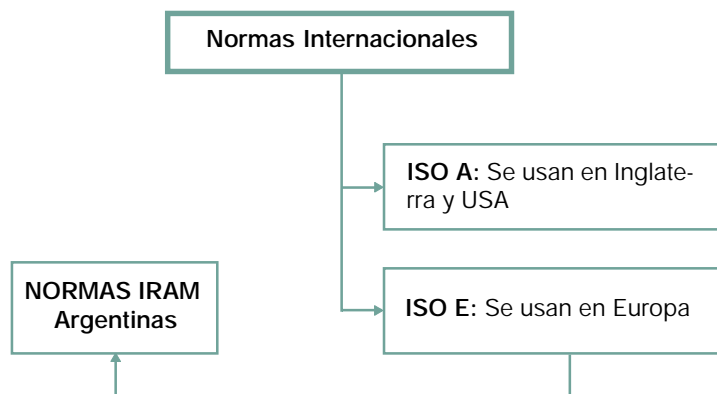 Normas Internacionales
ISO A: Se usan en Inglate-
rra y USA
NORMAS IRAM
Argentinas
ISO E: Se usan en Europa